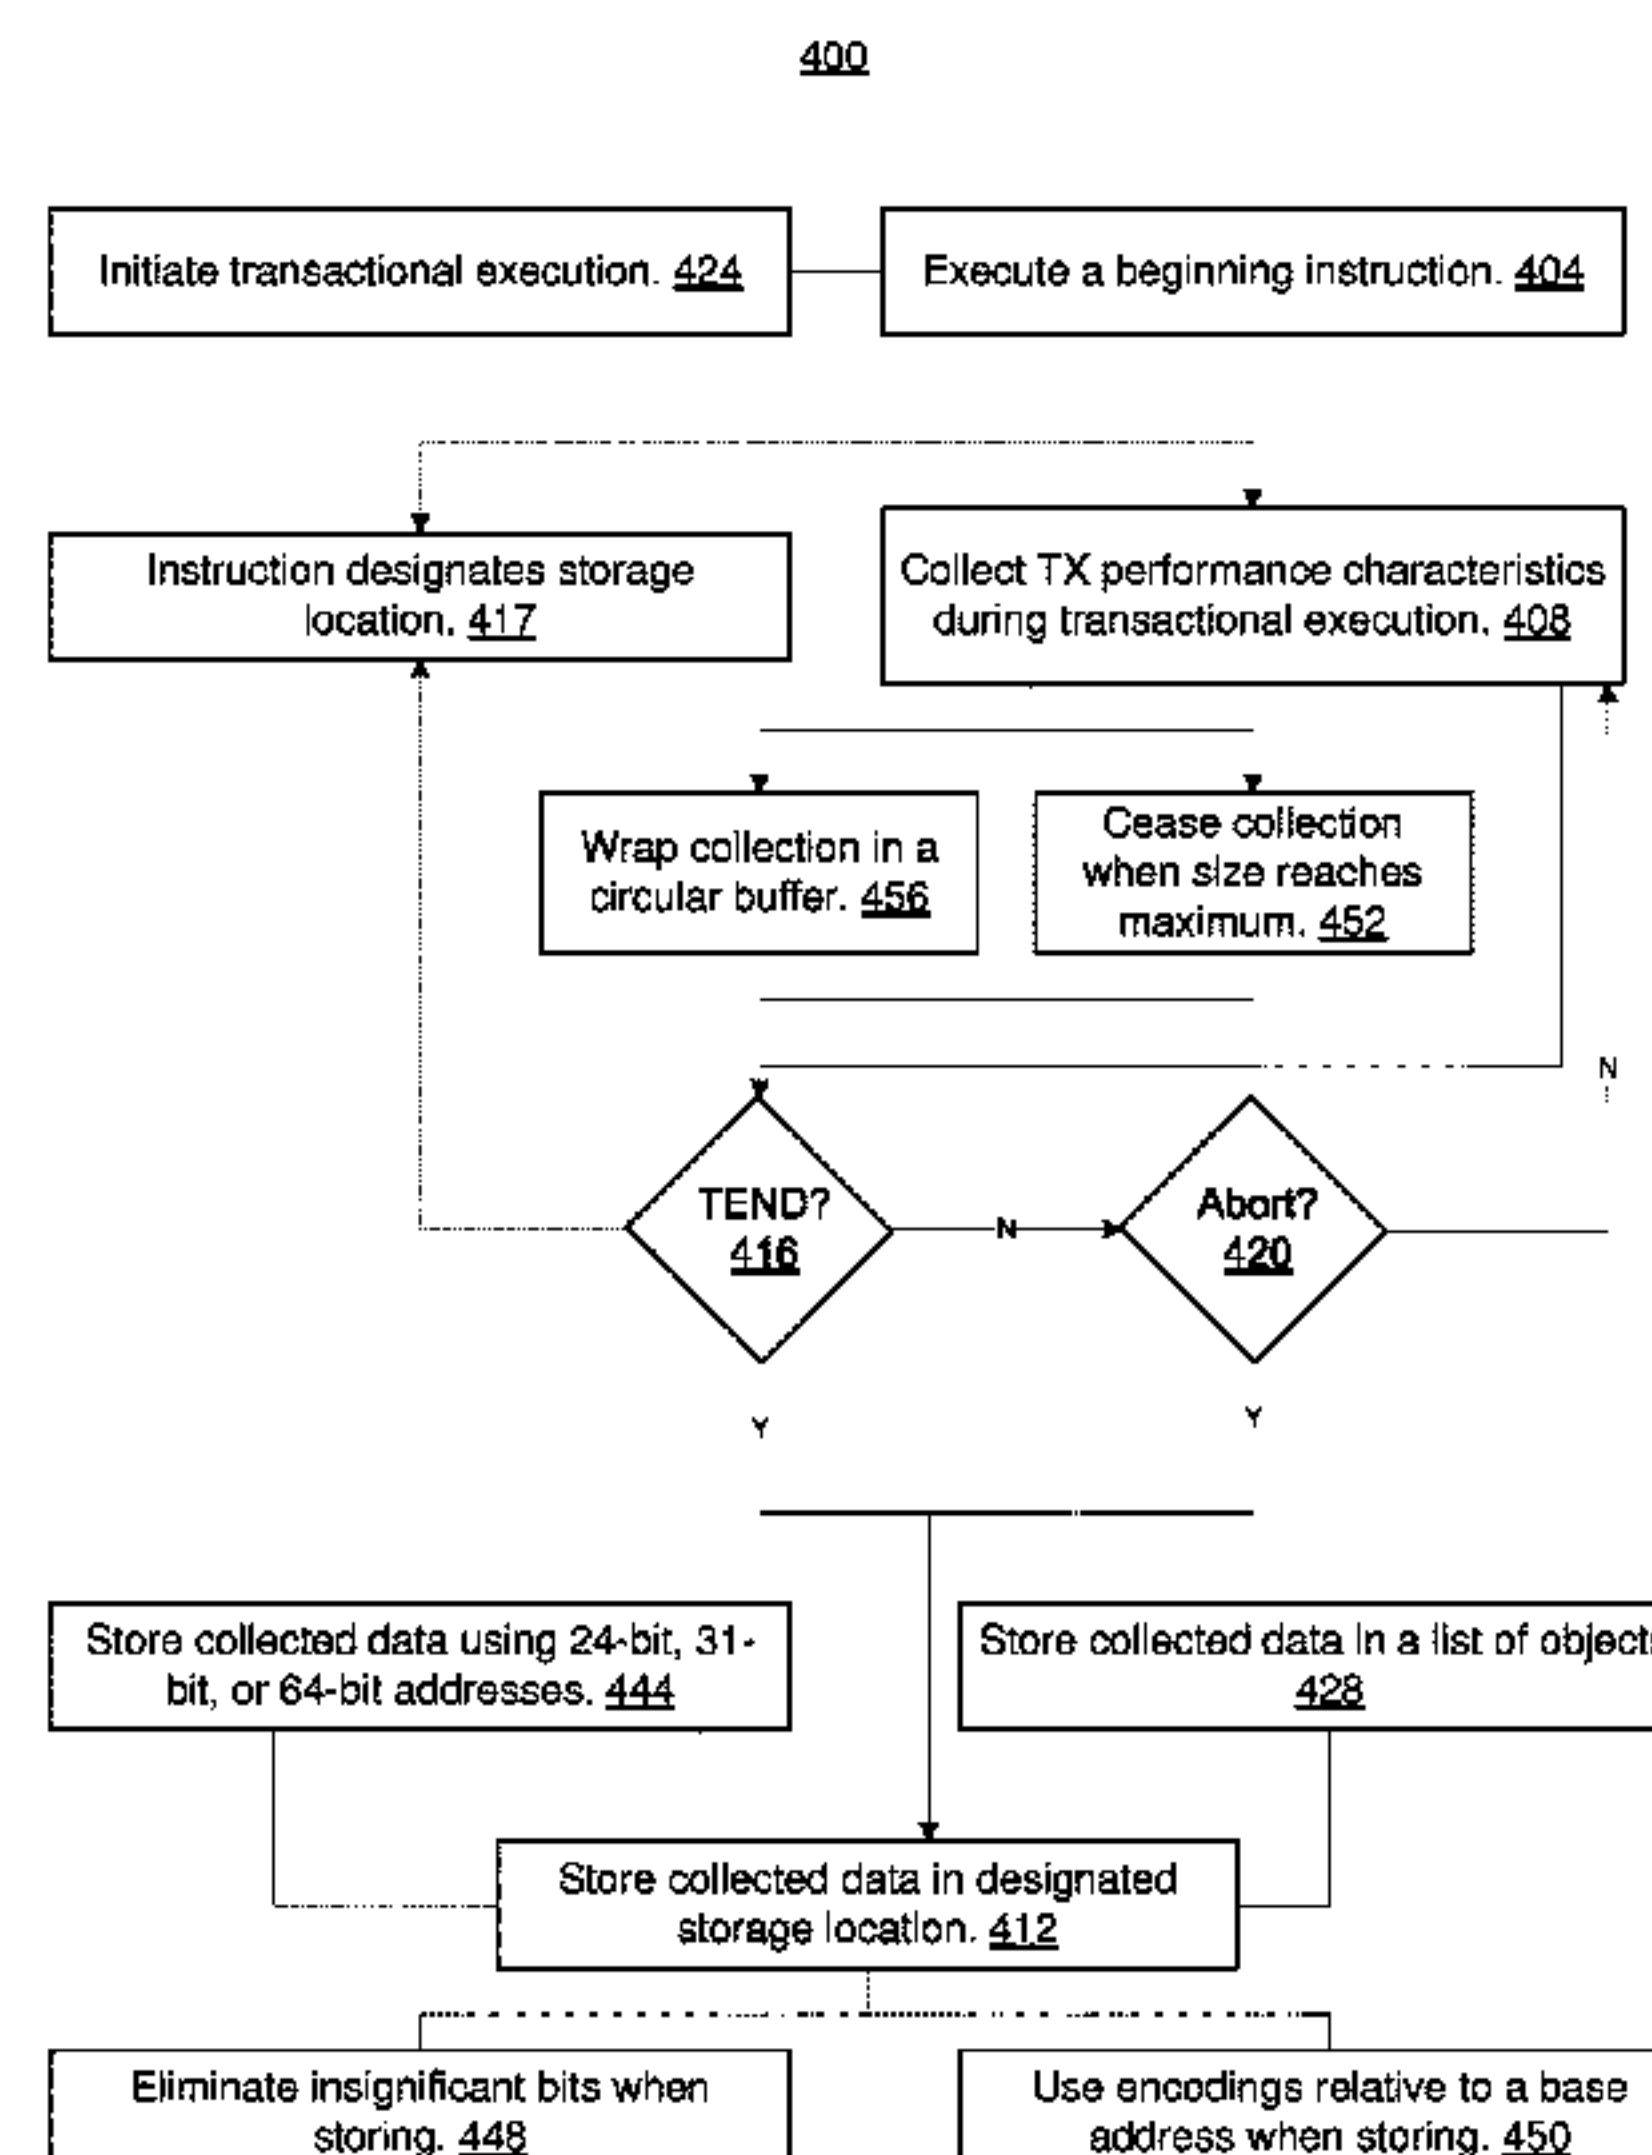 400
Initiate transactional execution. 424
Execute a beginning instruction. 404
Instruction designates storage
location. 417
Collect TX performance characteristics
during transactional execution. 408
Wrap collection in a
circular buffer. 456
Cease collection
when size reaches
maximum. 452
N
TEND?
416
N
Abort?
420
Y
Y
Store collected data using 24-bit, 31-
bit, or 64-bit addresses. 444
Store collected data in a list of object
428
Store collected data in designated
storage location. 412
Eliminate insignificant bits when
storing. 448
Use encodings relative to a base
address when storing. 450